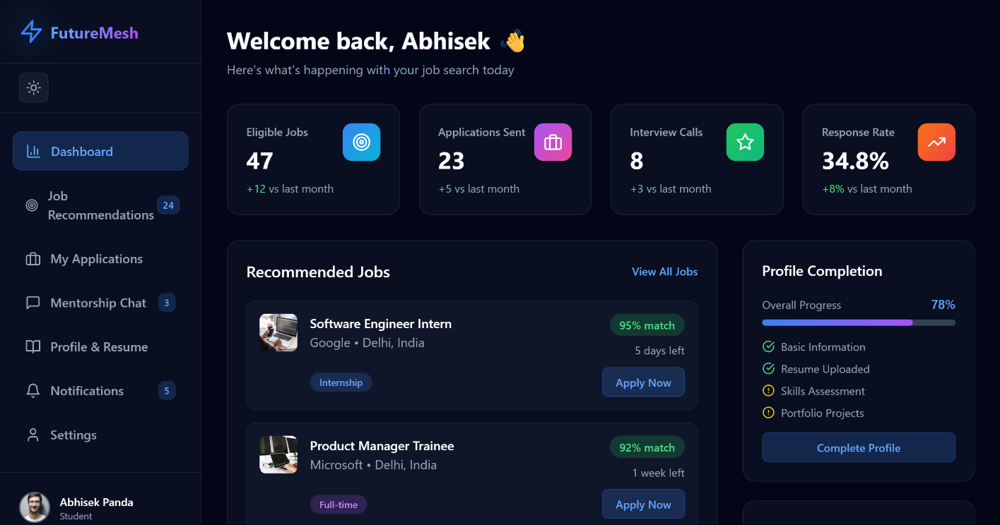 FutureMesh
Dashboard
Job
Recommendations
24
My Applications
Mentorship Chat
3
Profile & Resume
Notifications
5
Settings
Abhisek Panda
Student
Welcome back, Abhisek 👋
Here's what's happening with your job search today
Eligible Jobs
47
+12 vs last month
Applications Sent
23
+5 vs last month
Interview Calls
8
+3 vs last month
Response Rate
34.8%
+8% vs last month
Recommended Jobs
View All Jobs
Software Engineer Intern
Google • Delhi, India
Internship
95% match
5 days left
Apply Now
Product Manager Trainee
Microsoft • Delhi, India
Full-time
92% match
1 week left
Apply Now
Profile Completion
Overall Progress
78%
Basic Information
Resume Uploaded
Skills Assessment
Portfolio Projects
Complete Profile